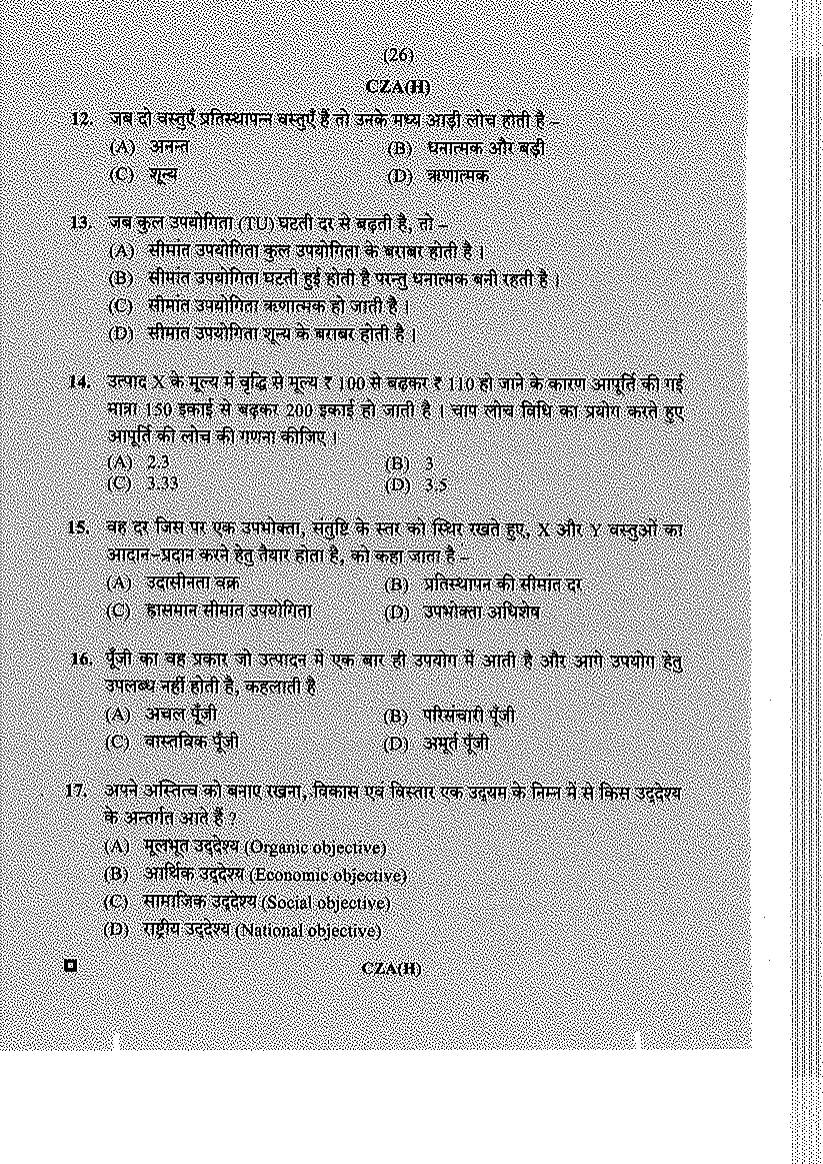 (26)
CZA(H)
12. जब दो वस्तुएँ प्रतिस्थापन्न वस्तुएँ हैं तो उनके मध्य आड़ी लोच होती है –
(A) अनन्त (B) धनात्मक और बड़ी
(C) शून्य (D) ऋणात्मक
13. जब कुल उपयोगिता (TU) घटती दर से बढ़ती है, तो –
(A) सीमांत उपयोगिता कुल उपयोगिता के बराबर होती है ।
(B) सीमांत उपयोगिता घटती हुई होती है परन्तु धनात्मक बनी रहती है ।
(C) सीमांत उपयोगिता ऋणात्मक हो जाती है ।
(D) सीमांत उपयोगिता शून्य के बराबर होती है ।
14. उत्पाद X के मूल्य में वृद्धि से मूल्य ₹ 100 से बढ़कर ₹ 110 हो जाने के कारण आपूर्ति की गई
मात्रा 150 इकाई से बढ़कर 200 इकाई हो जाती है । चाप लोच विधि का प्रयोग करते हुए
आपूर्ति की लोच की गणना कीजिए ।
(A) 2.3 (B) 3
(C) 3.33 (D) 3.5
15. वह दर जिस पर एक उपभोक्ता, संतुष्टि के स्तर को स्थिर रखते हुए, X और Y वस्तुओं का
आदान-प्रदान करने हेतु तैयार होता है, को कहा जाता है –
(A) उदासीनता वक्र (B) प्रतिस्थापन की सीमांत दर
(C) ह्रासमान सीमांत उपयोगिता (D) उपभोक्ता अधिशेष
16. पूँजी का वह प्रकार जो उत्पादन में एक बार ही उपयोग में आती है और आगे उपयोग हेतु
उपलब्ध नहीं होती है, कहलाती है
(A) अचल पूँजी (B) परिसंचारी पूँजी
(C) वास्तविक पूँजी (D) अमूर्त पूँजी
17. अपने अस्तित्व को बनाए रखना, विकास एवं विस्तार एक उद्यम के निम्न में से किस उद्देश्य
के अन्तर्गत आते हैं ?
(A) मूलभूत उद्देश्य (Organic objective)
(B) आर्थिक उद्देश्य (Economic objective)
(C) सामाजिक उद्देश्य (Social objective)
(D) राष्ट्रीय उद्देश्य (National objective)
CZA(H)